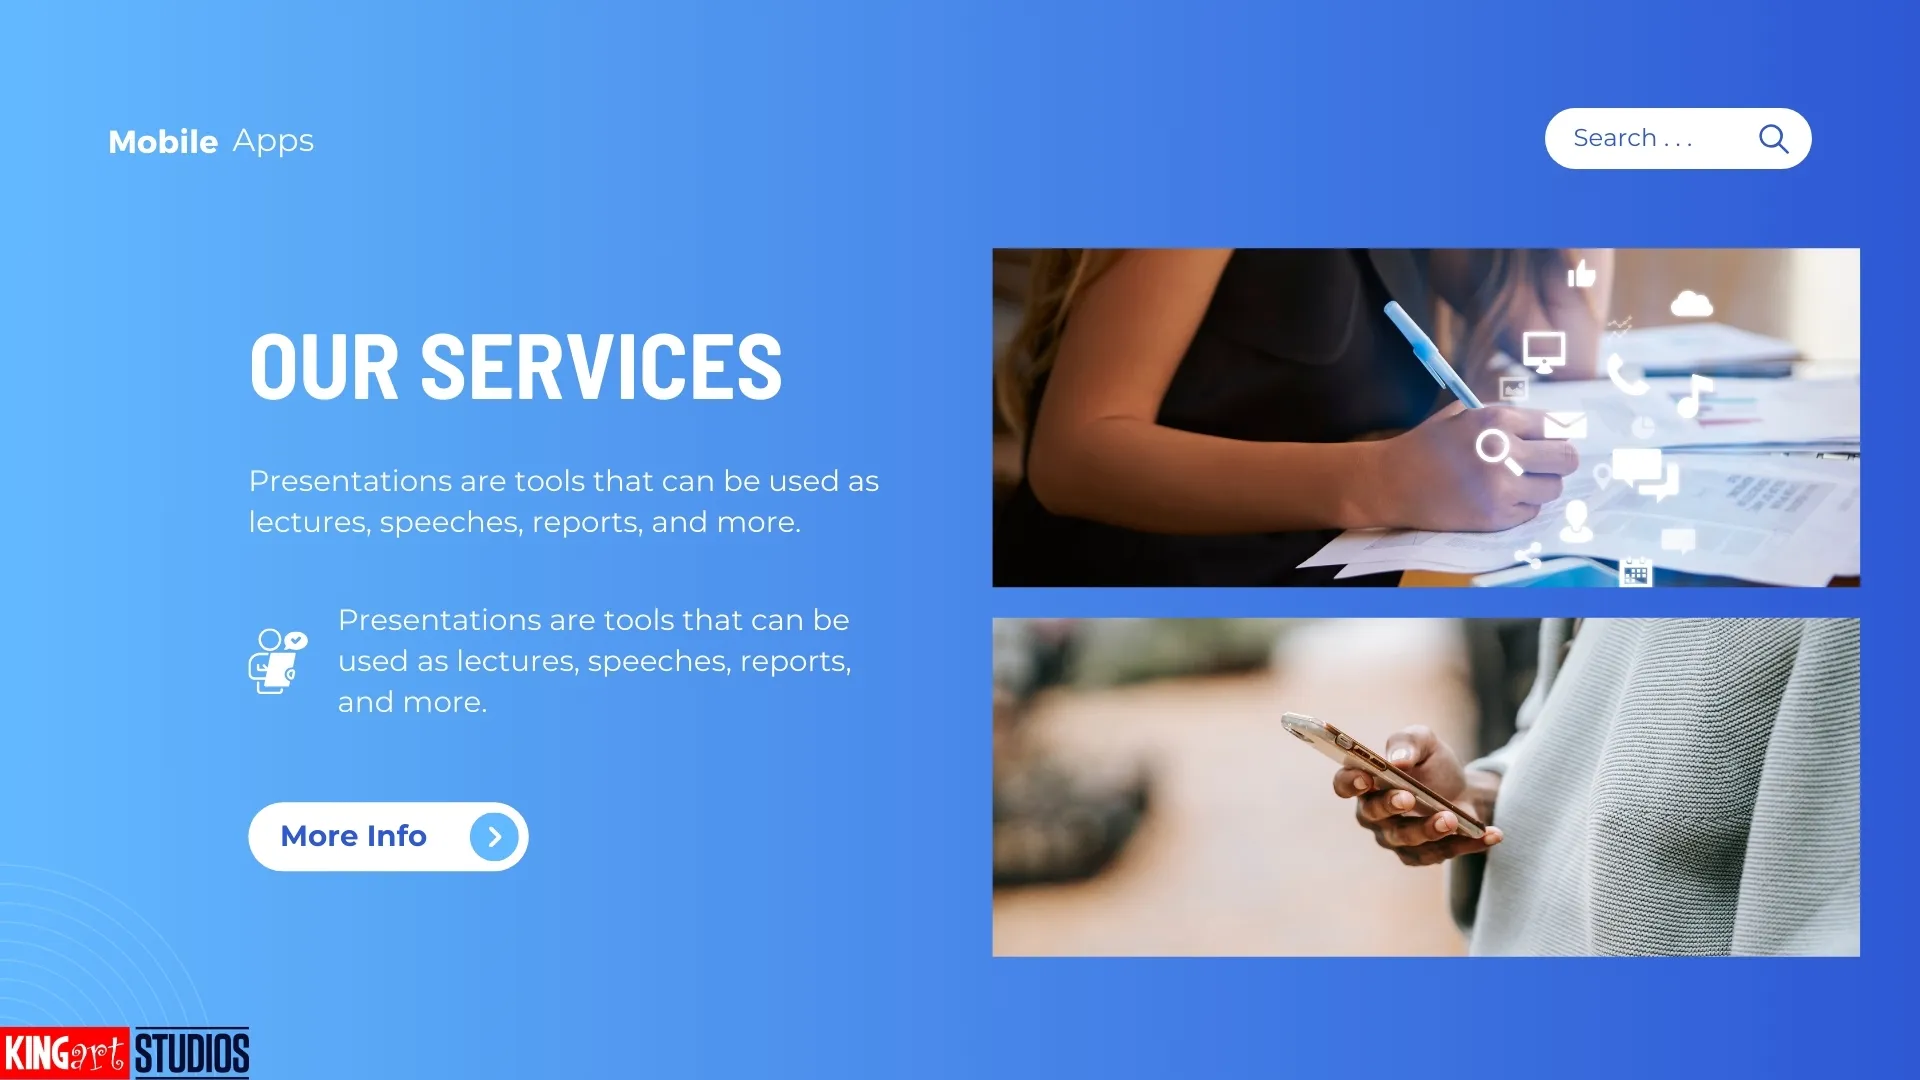 Mobile Apps
Search . . .
OUR SERVICES
Presentations are tools that can be used as
lectures, speeches, reports, and more.
Presentations are tools that can be
used as lectures, speeches, reports,
and more.
More Info
KINGart STUDIOS